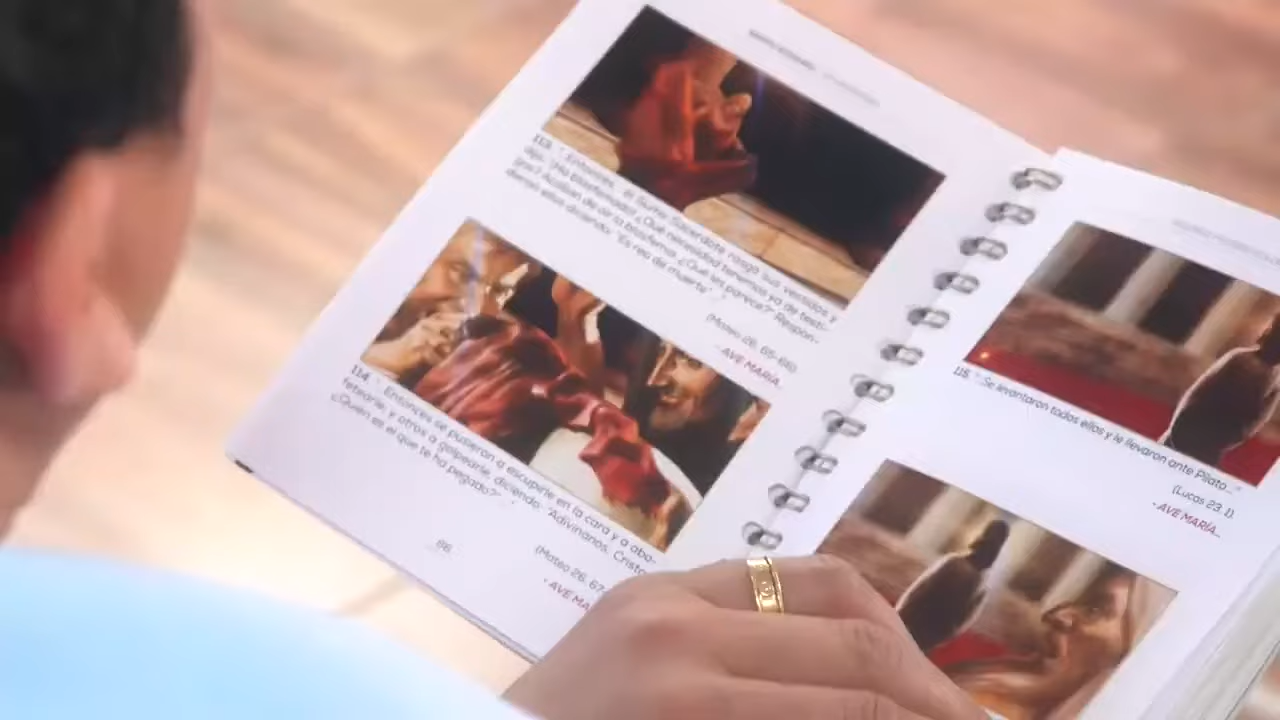 113. " Entonces, el Sumo Sacerdote rasgó sus vestidos y
dijo: "¡Ha blasfemado! ¿Qué necesidad tenemos ya de testi-
gos? Acaban de oír la blasfemia. ¿Qué les parece?" Respon-
dieron ellos diciendo: "Es reo de muerte"."
(Mateo 26, 65-66)
• AVE MARÍA...
114. " Entonces se pusieron a escupirle en la cara y a abo-
fetearle; y otros a golpearle, diciendo: "Adivínanos, Cristo
¿Quién es el que te ha pegado?" "
(Mateo 26, 67
• AVE MA
86
115. " Se levantaron todos ellos y le llevaron ante Pilato..."
(Lucas 23, 1).
• AVE MARÍA...